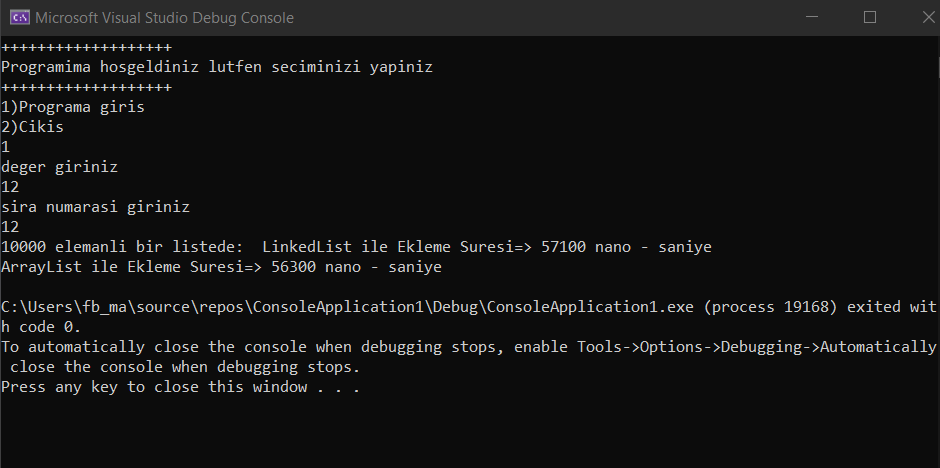 Microsoft Visual Studio Debug Console
+++++++++++++++++++
Programima hosgeldiniz lutfen seciminizi yapiniz
+++++++++++++++++++
1)Programa giris
2)Cikis
1
deger giriniz
12
sira numarasi giriniz
12
10000 elemanli bir listede:  LinkedList ile Ekleme Suresi=> 57100 nano - saniye
ArrayList ile Ekleme Suresi=> 56300 nano - saniye
C:\Users\fb_ma\source\repos\ConsoleApplication1\Debug\ConsoleApplication1.exe (process 19168) exited wit
h code 0.
To automatically close the console when debugging stops, enable Tools->Options->Debugging->Automatically
 close the console when debugging stops.
Press any key to close this window . . .